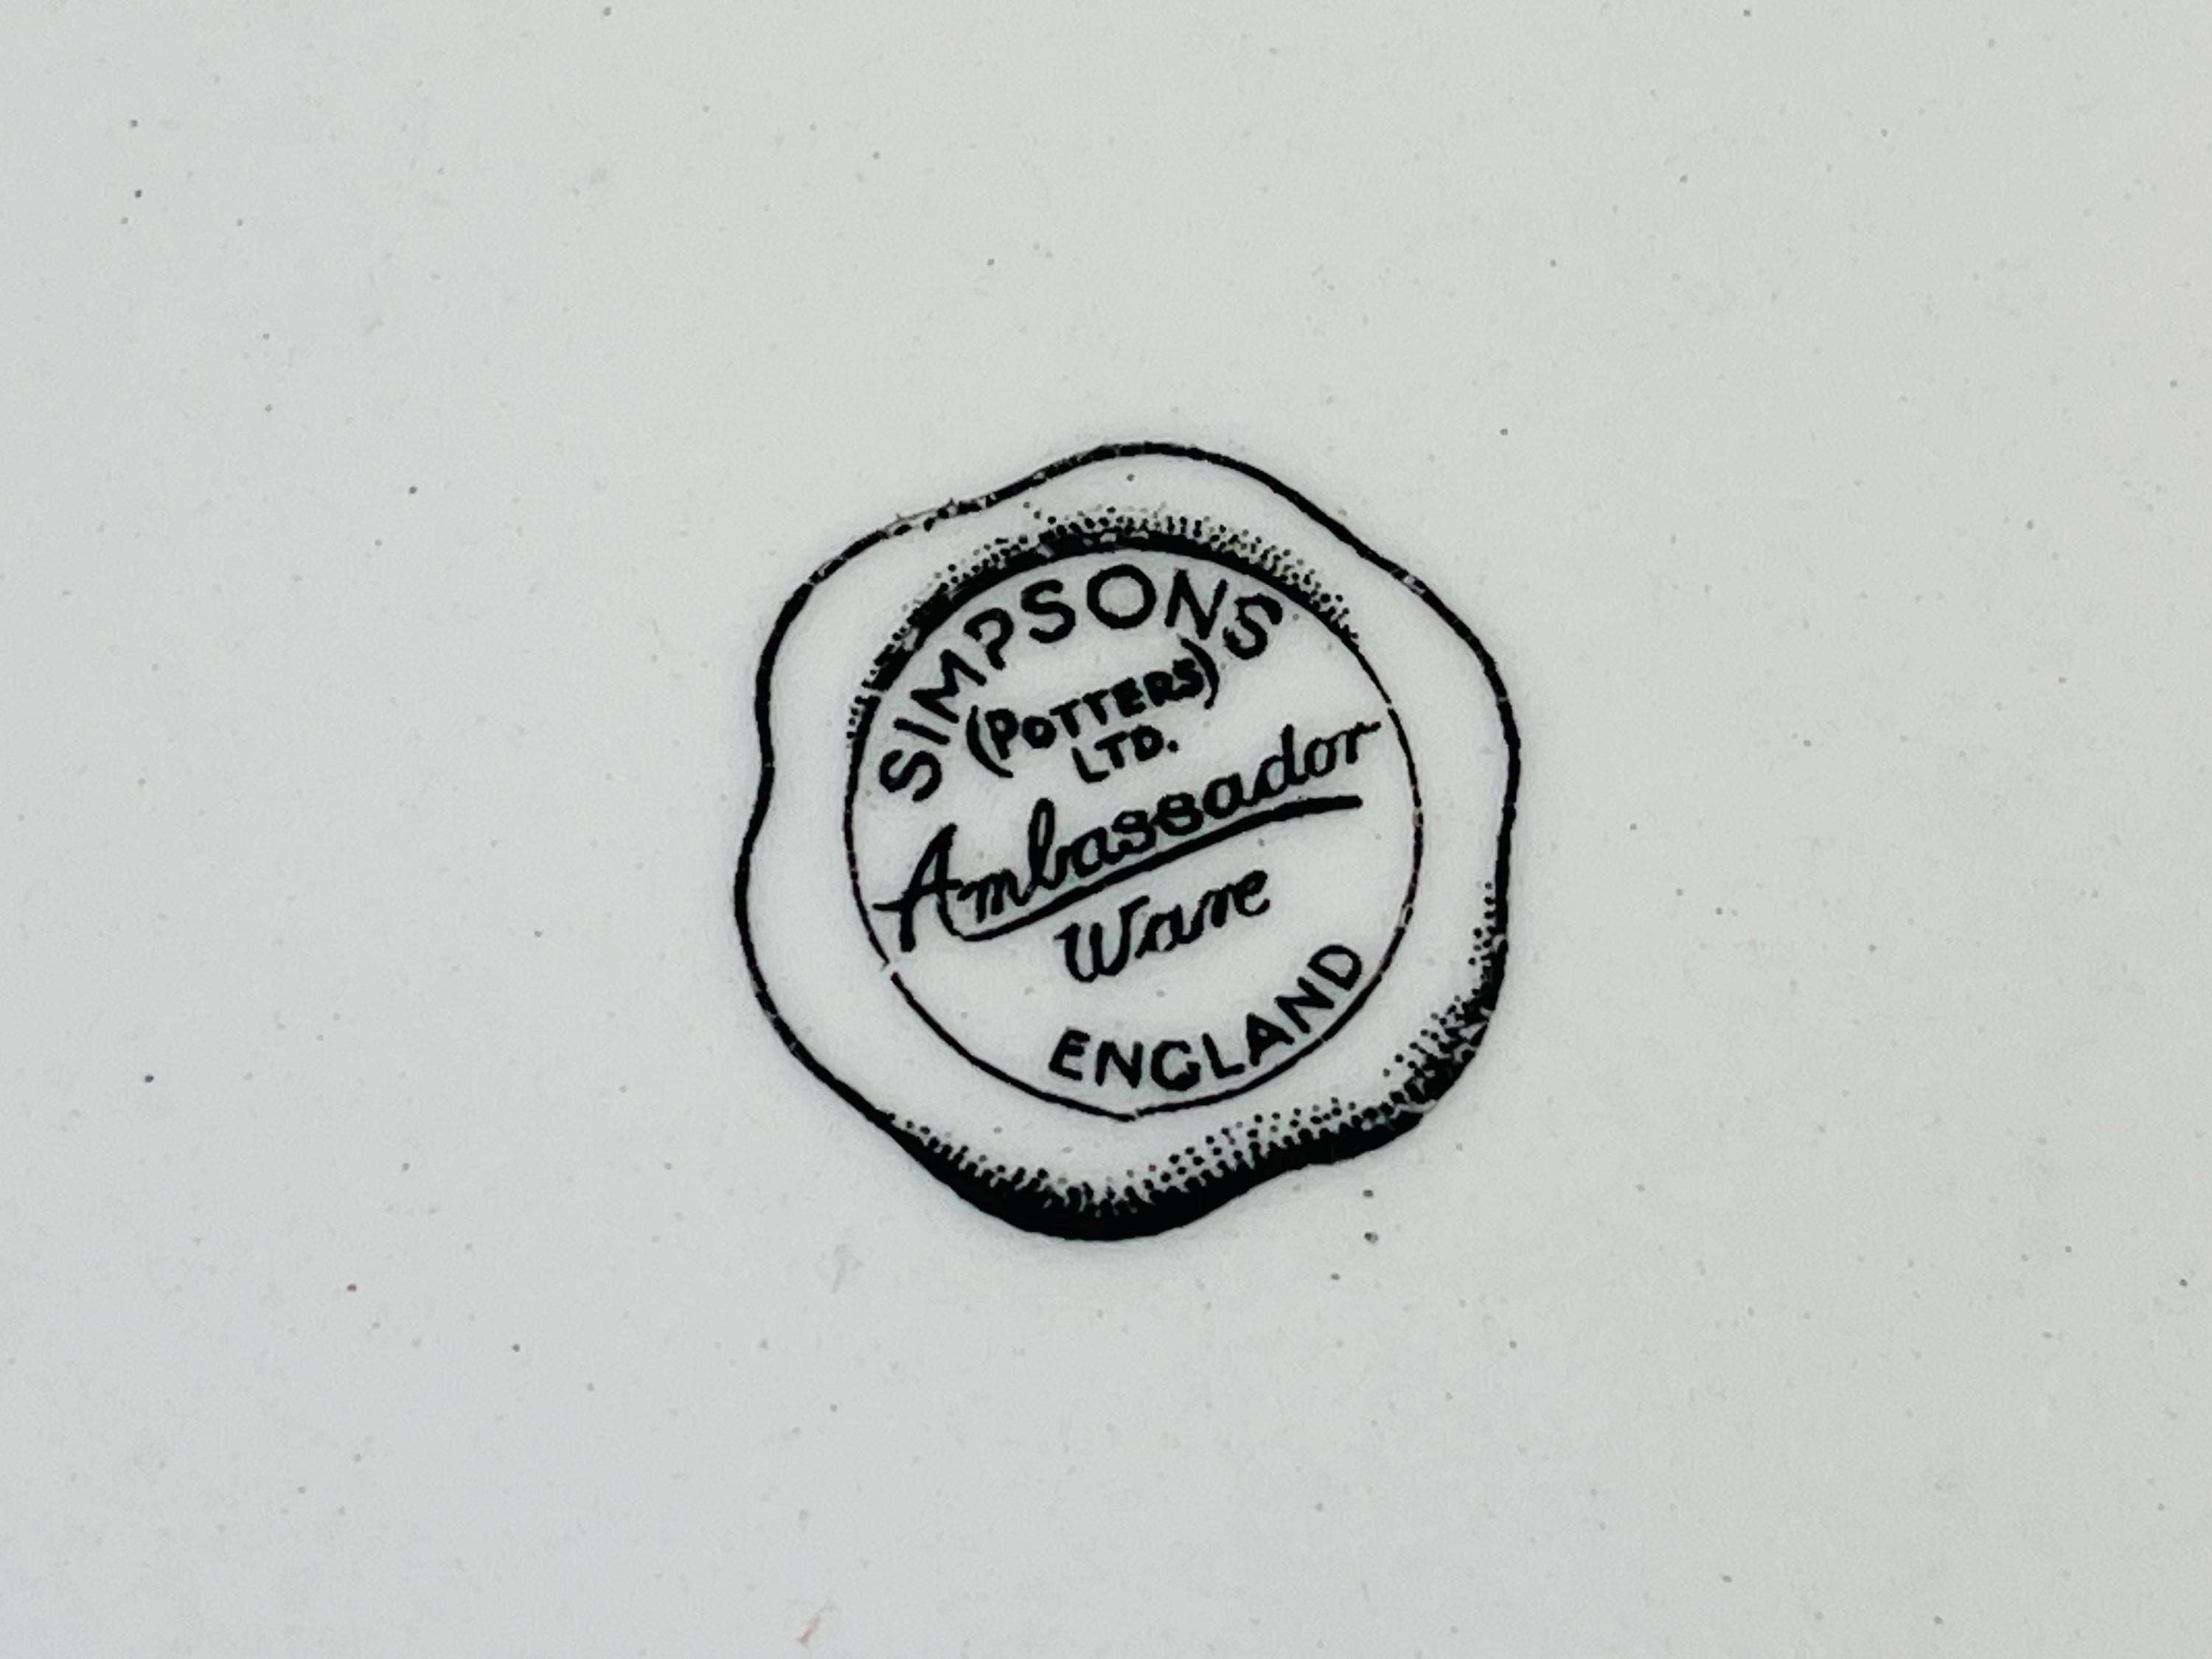 SIMPSONS
(POTTERS)
LTD.
Ambassador
Ware
ENGLAND